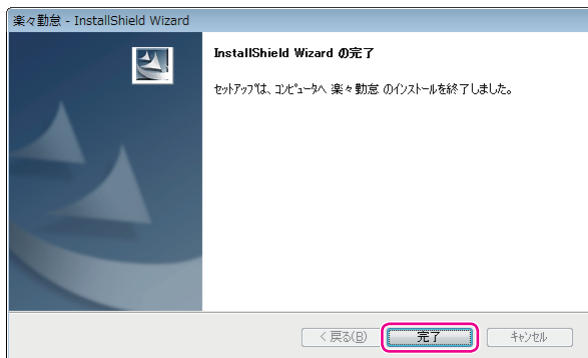 楽々勤怠 - InstallShield Wizard
InstallShield Wizard の完了
ｾｯﾄｱｯﾌﾟは、ｺﾝﾋﾟｭｰﾀへ 楽々勤怠 のｲﾝｽﾄｰﾙを終了しました。
< 戻る(B)
完了
ｷｬﾝｾﾙ